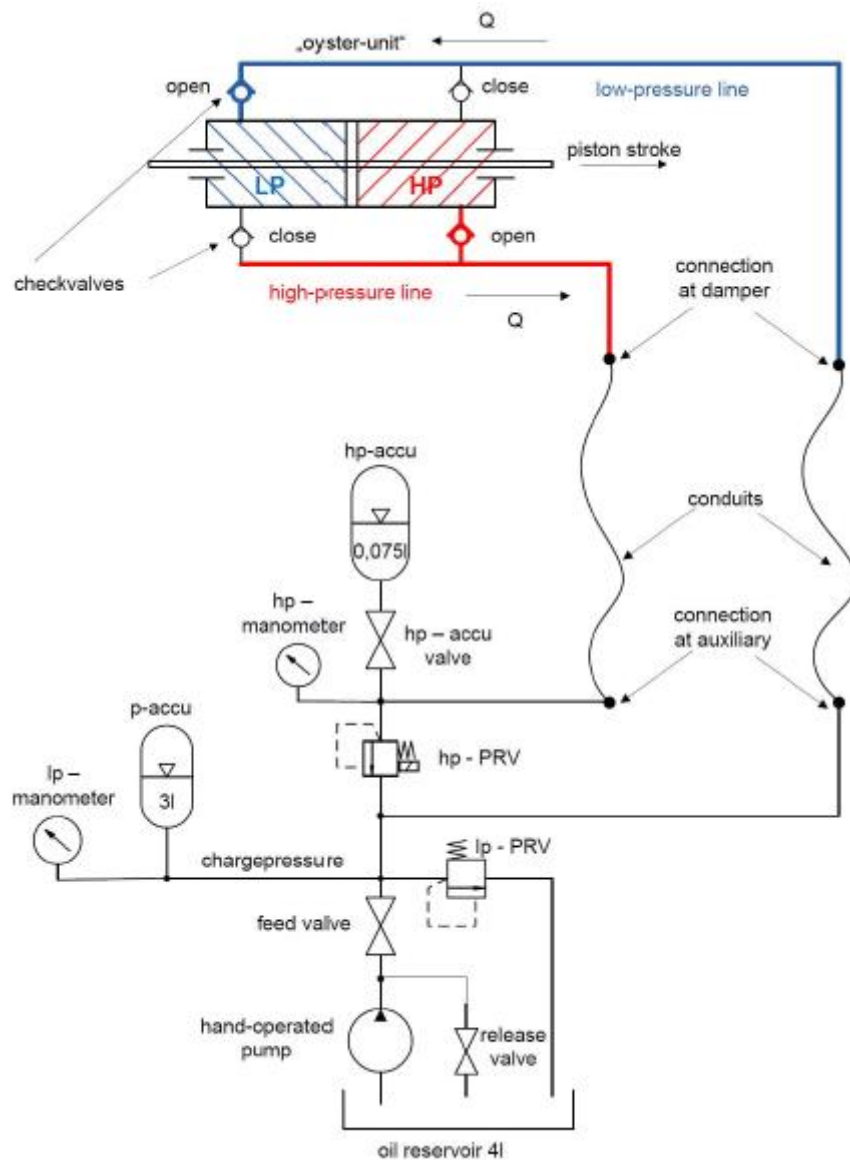 Q
„oyster-unit“
open
close
low-pressure line
piston stroke
LP
HP
close
open
checkvalves
high-pressure line
Q
connection
at damper
hp-accu
0,075l
conduits
hp –
manometer
hp – accu
valve
connection
at auxiliary
p-accu
hp - PRV
lp –
manometer
3l
lp - PRV
chargepressure
feed valve
hand-operated
pump
release
valve
oil reservoir 4l